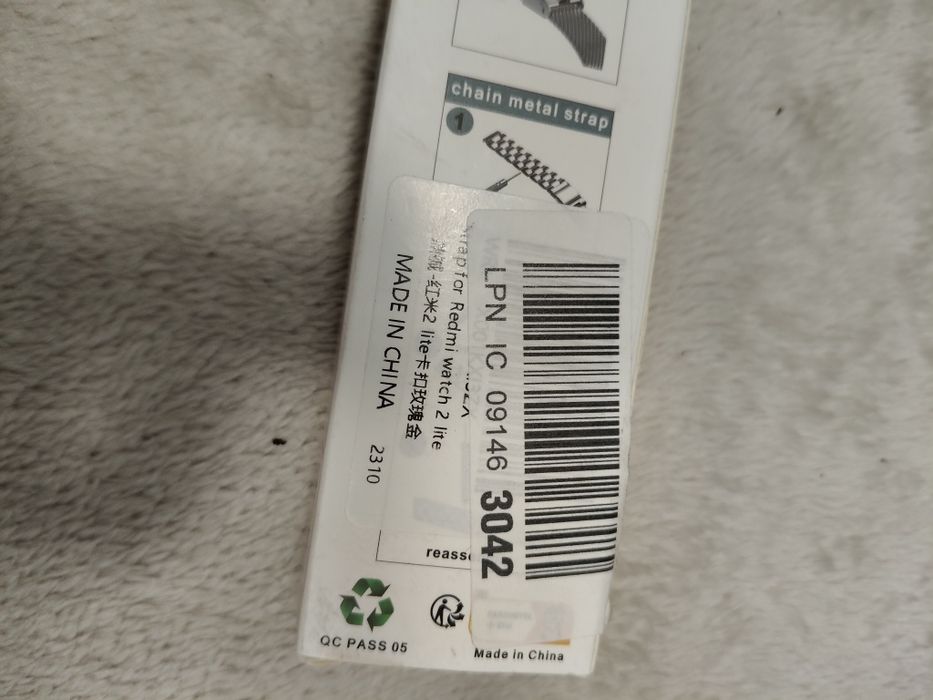 chain metal strap
1
LPN IC 09146 3042
strap for Redmi watch 2 lite
-红米2 lite卡扣玫瑰金
MADE IN CHINA
2310
QC PASS 05
Made in China